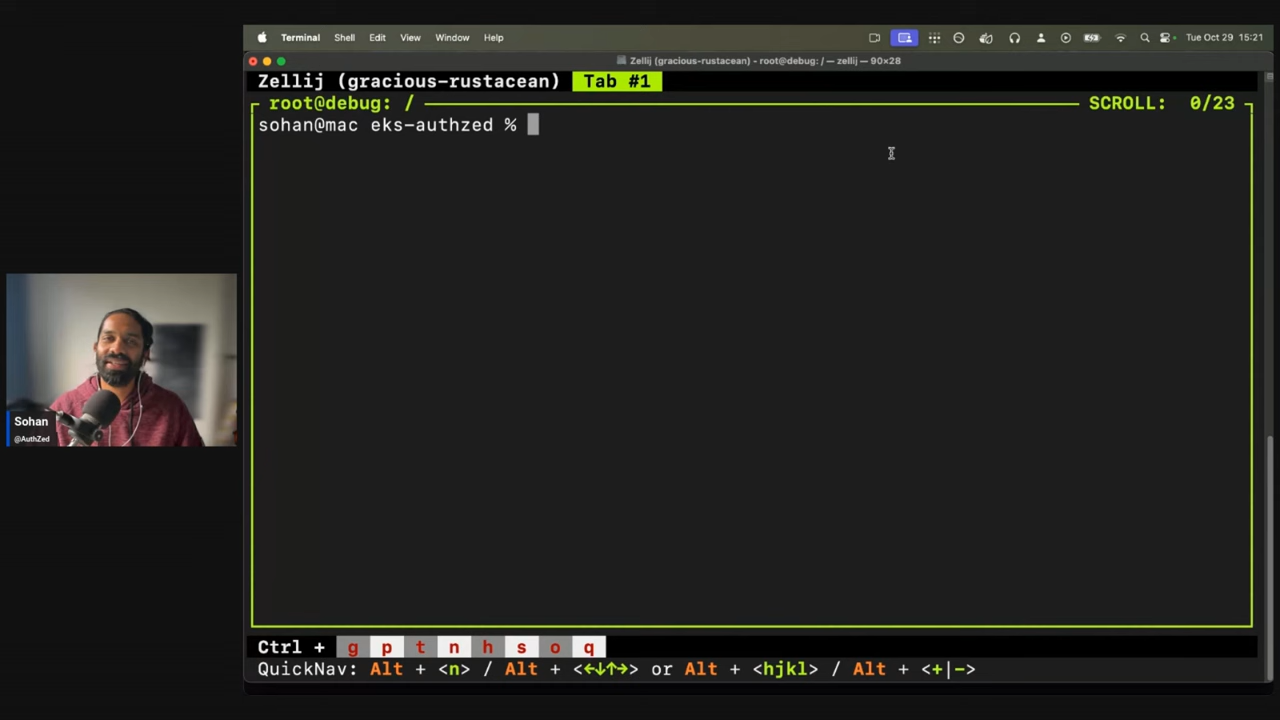 Terminal Shell Edit View Window Help Tue Oct 29 15:21
Zellij (gracious-rustacean) - root@debug: / — zellij — 90×28
Zellij (gracious-rustacean) Tab #1
root@debug: / SCROLL: 0/23
sohan@mac eks-authzed %
Sohan
@AuthZed
Ctrl + g p t n h s o q
QuickNav: Alt + <n> / Alt + <←↓↑→> or Alt + <hjkl> / Alt + <+|->